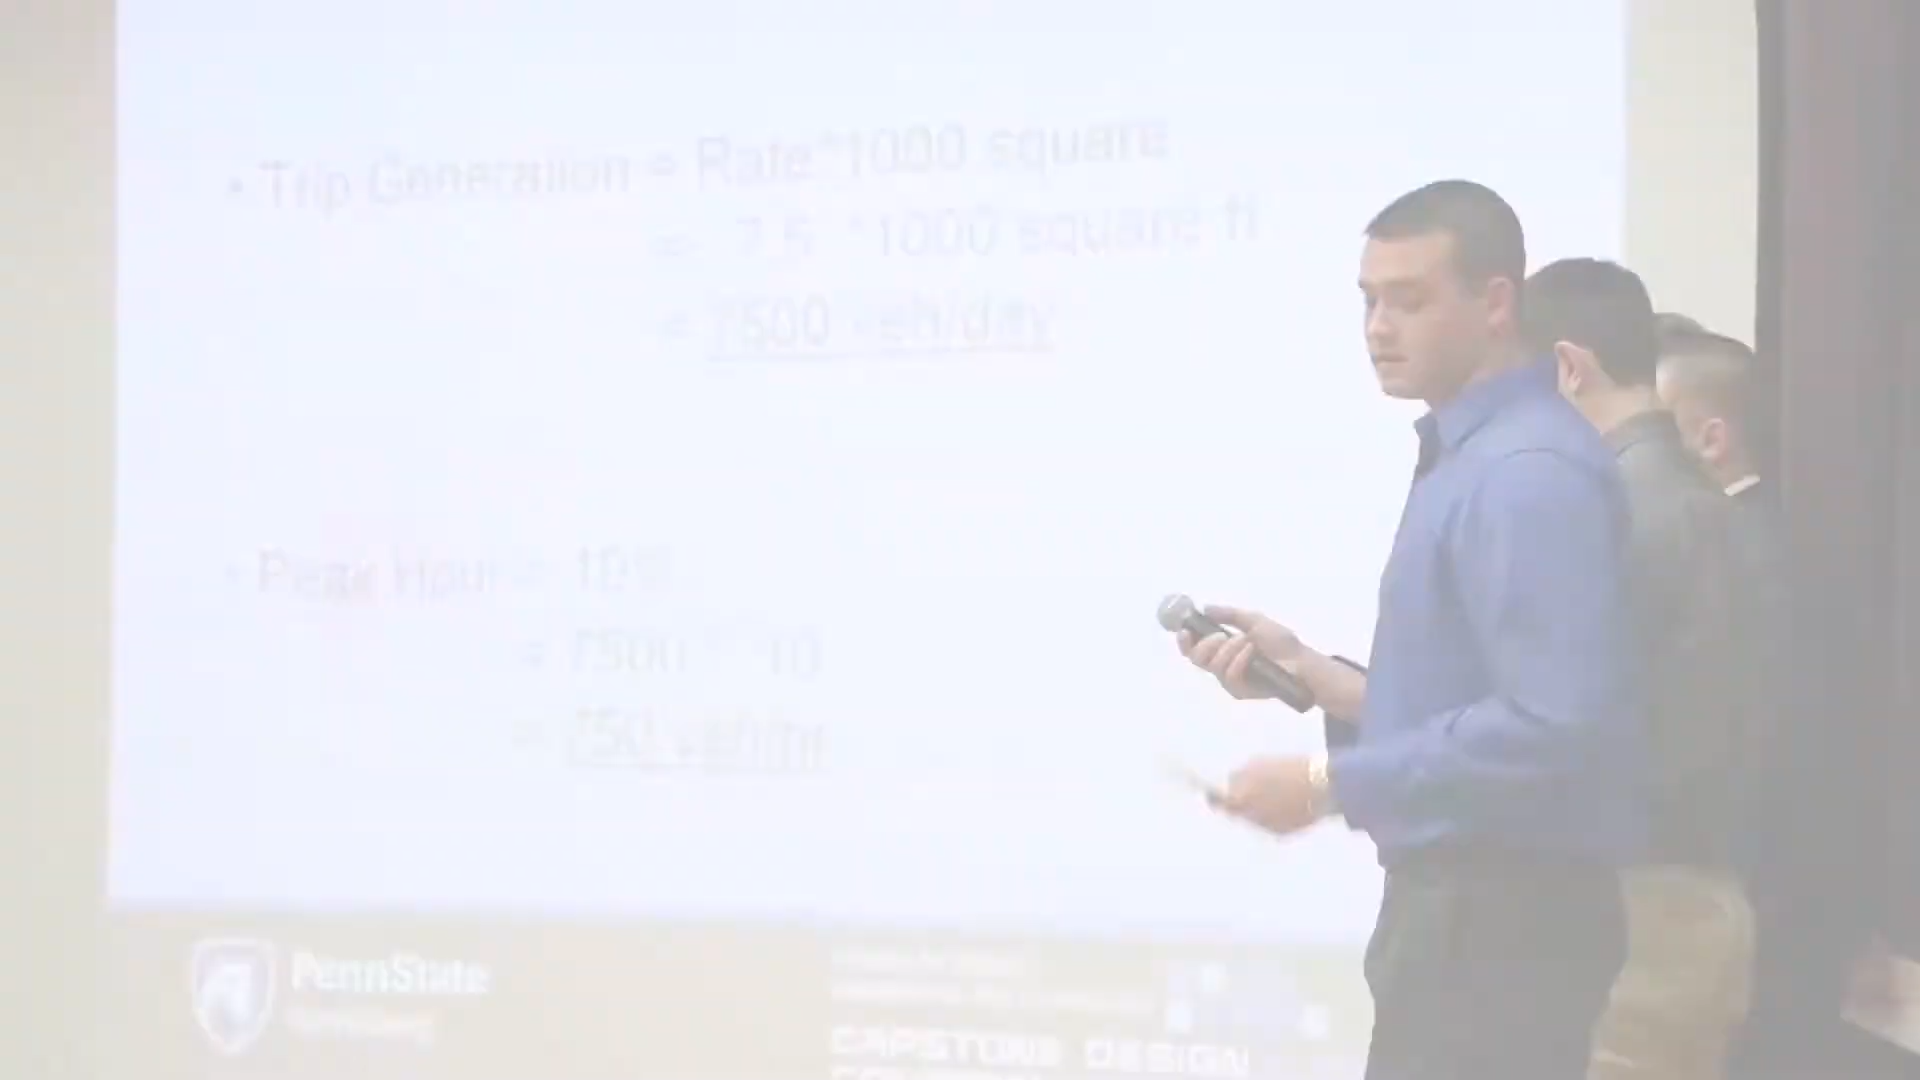 • Trip Generation = Rate*1000 square
= 7.5 *1000 square ft
= 7500 veh/day
• Peak Hour = 10%
= 7500 * 10
= 750 veh/hr
PennState
Harrisburg
CAPSTONE DESIGN